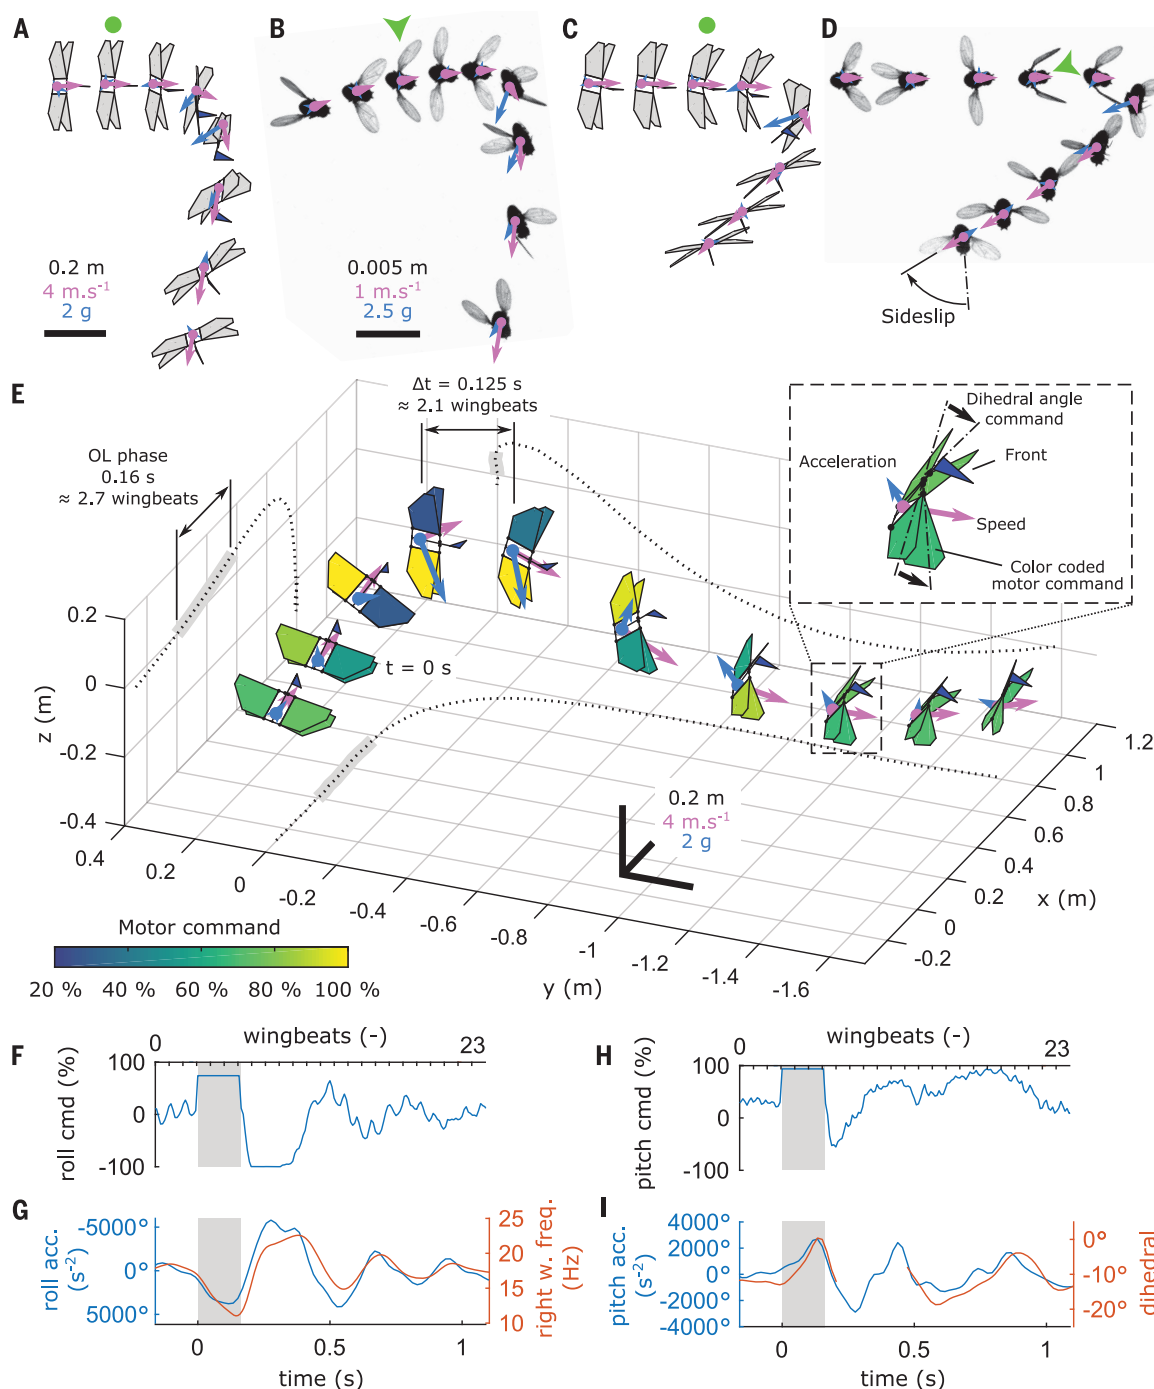 A
B
C
D
0.2 m
4 m.s⁻¹
2 g
0.005 m
1 m.s⁻¹
2.5 g
Sideslip
E
Δt = 0.125 s
≈ 2.1 wingbeats
OL phase
0.16 s
≈ 2.7 wingbeats
Dihedral angle
command
Acceleration
Front
Speed
Color coded
motor command
t = 0 s
0.2
0
-0.2
-0.4
z (m)
0.4
0.2
0
-0.2
-0.4
-0.6
-0.8
-1
-1.2
-1.4
-1.6
y (m)
1.2
1
0.8
0.6
0.4
0.2
0
-0.2
x (m)
0.2 m
4 m.s⁻¹
2 g
Motor command
20 % 40 % 60 % 80 % 100 %
F
wingbeats (-)
0 23
roll cmd (%)
100
0
-100
H
wingbeats (-)
0 23
pitch cmd (%)
100
0
-100
G
roll acc.
(s⁻²)
-5000°
0°
5000°
right w. freq.
(Hz)
25
20
15
10
0 0.5 1
time (s)
I
pitch acc.
(s⁻²)
4000°
2000°
0°
-2000°
-4000°
dihedral
0°
-10°
-20°
0 0.5 1
time (s)